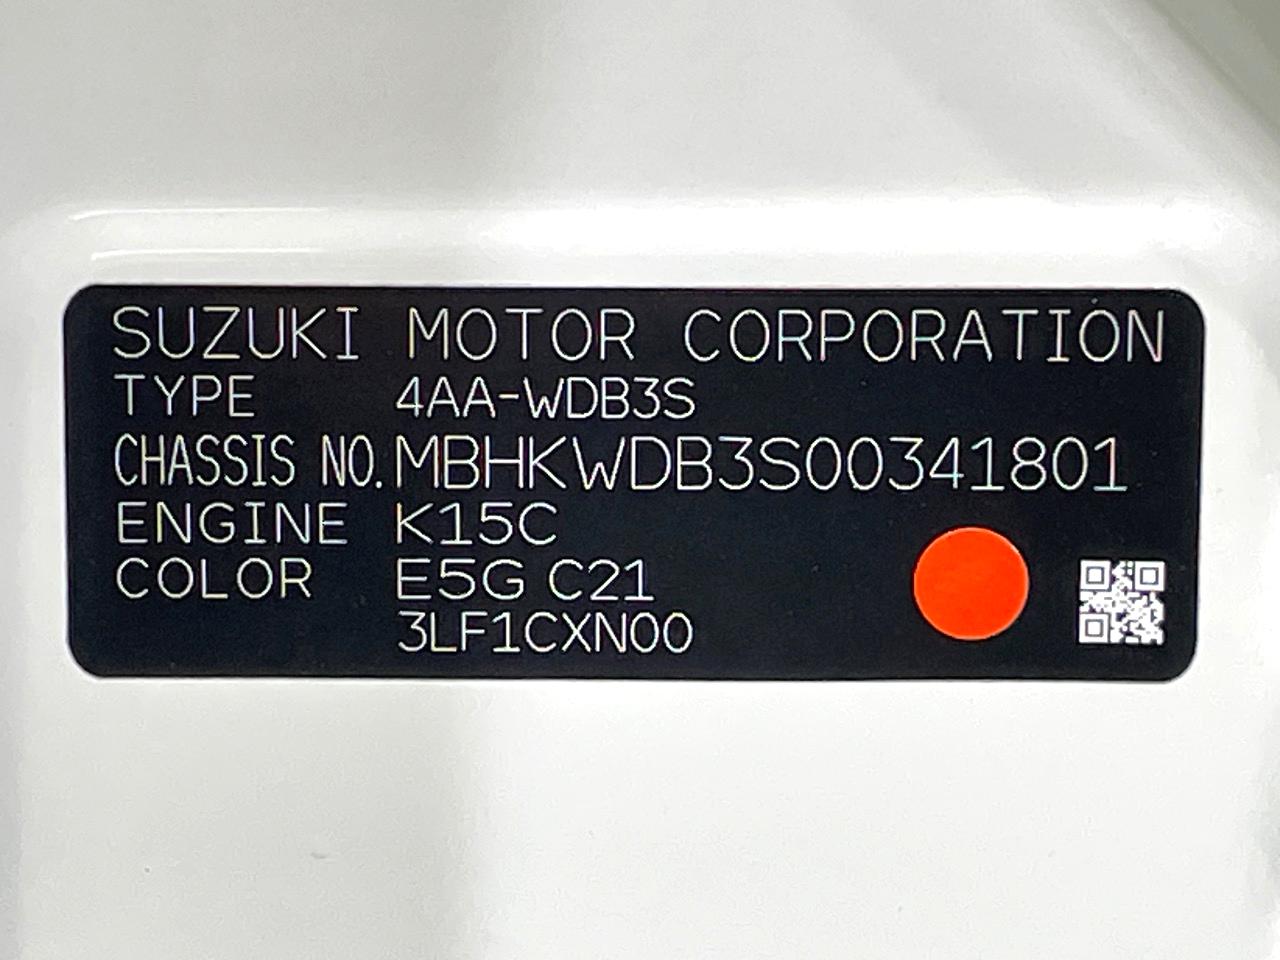 SUZUKI MOTOR CORPORATION
TYPE 4AA-WDB3S
CHASSIS NO. MBHKWDB3S00341801
ENGINE K15C
COLOR E5G C21
3LF1CXN00